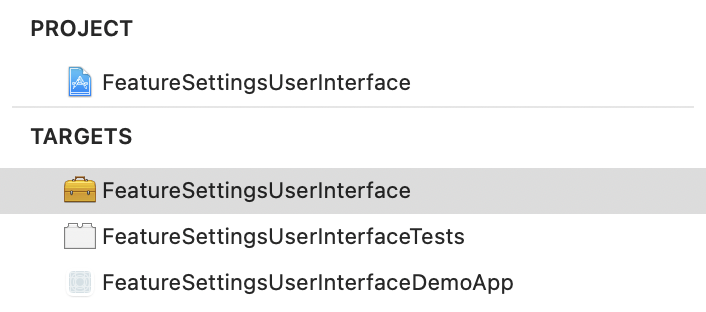 PROJECT
FeatureSettingsUserInterface
TARGETS
FeatureSettingsUserInterface
FeatureSettingsUserInterfaceTests
FeatureSettingsUserInterfaceDemoApp